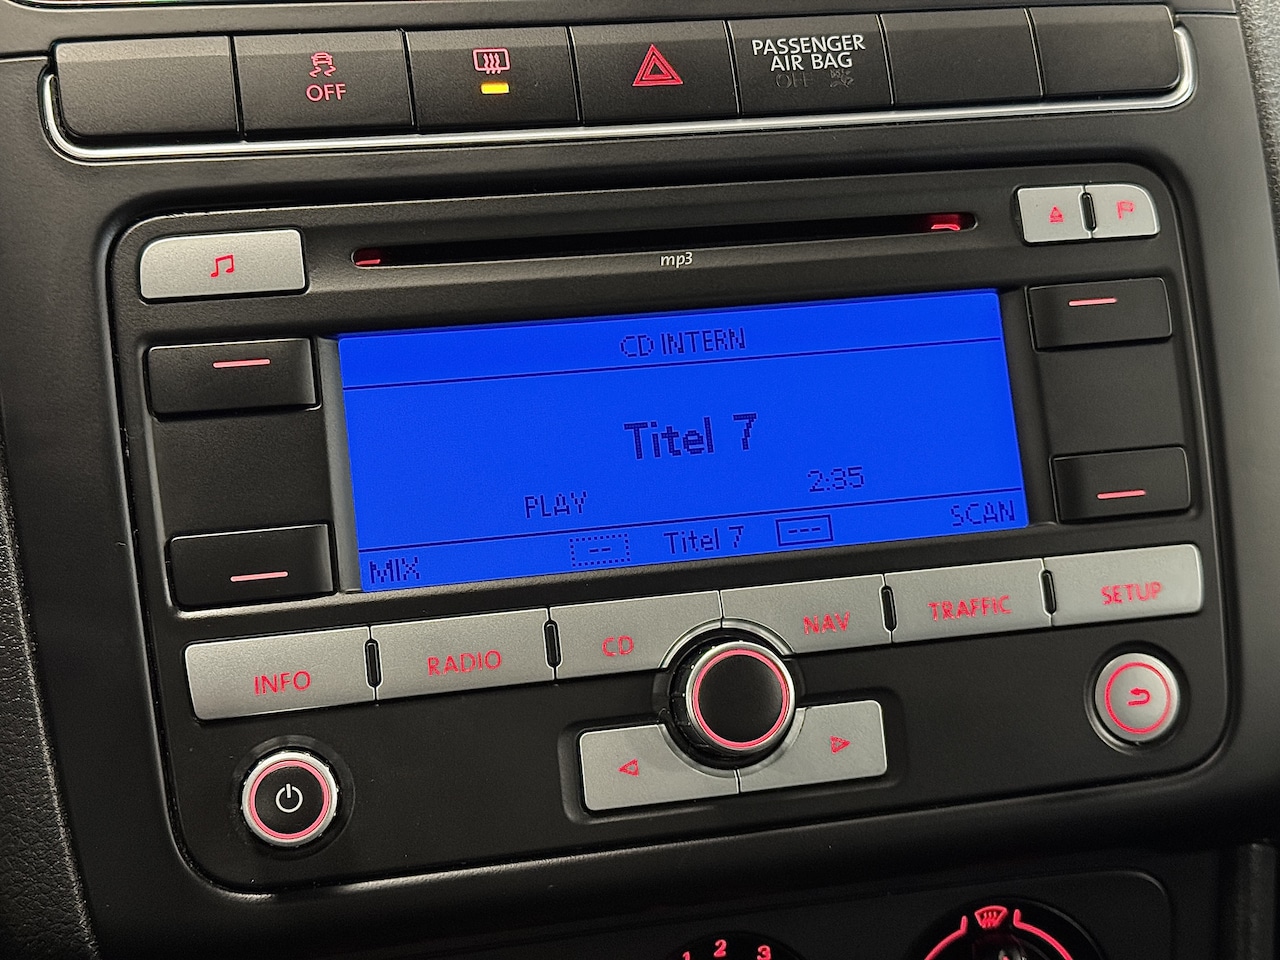 OFF
PASSENGER
AIR BAG
OFF
mp3
CD INTERN
Titel 7
PLAY 2:35
MIX -- Titel 7 --- SCAN
INFO RADIO CD NAV TRAFFIC SETUP
1 2 3